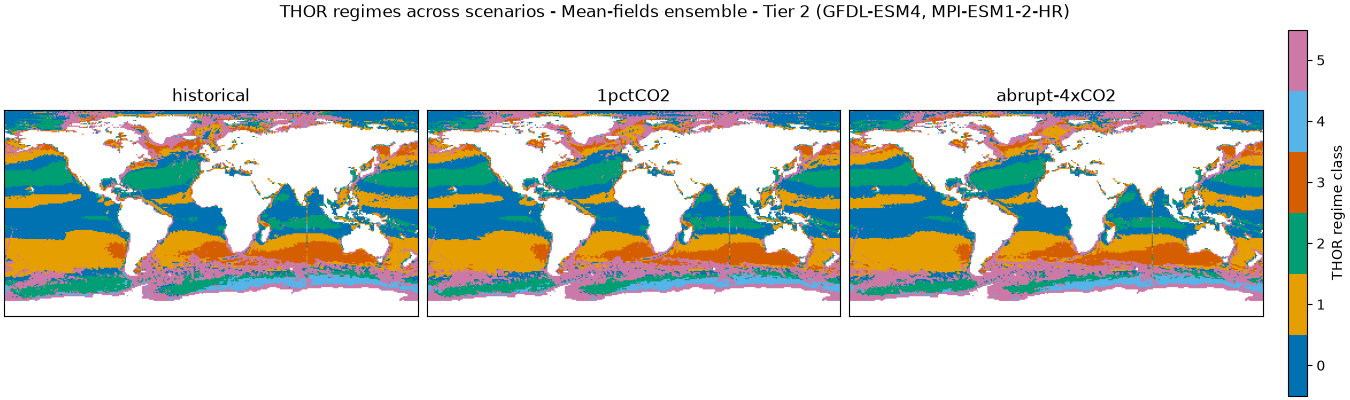 THOR regimes across scenarios - Mean-fields ensemble - Tier 2 (GFDL-ESM4, MPI-ESM1-2-HR)
historical
1pctCO2
abrupt-4xCO2
5
4
3
2
1
0
THOR regime class